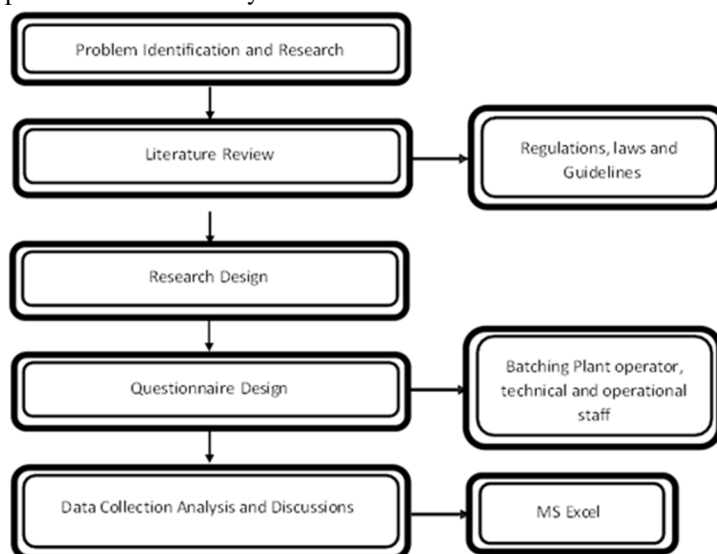 Problem Identification and Research
Literature Review
Regulations, laws and
Guidelines
Research Design
Questionnaire Design
Batching Plant operator,
technical and operational
staff
Data Collection Analysis and Discussions
MS Excel